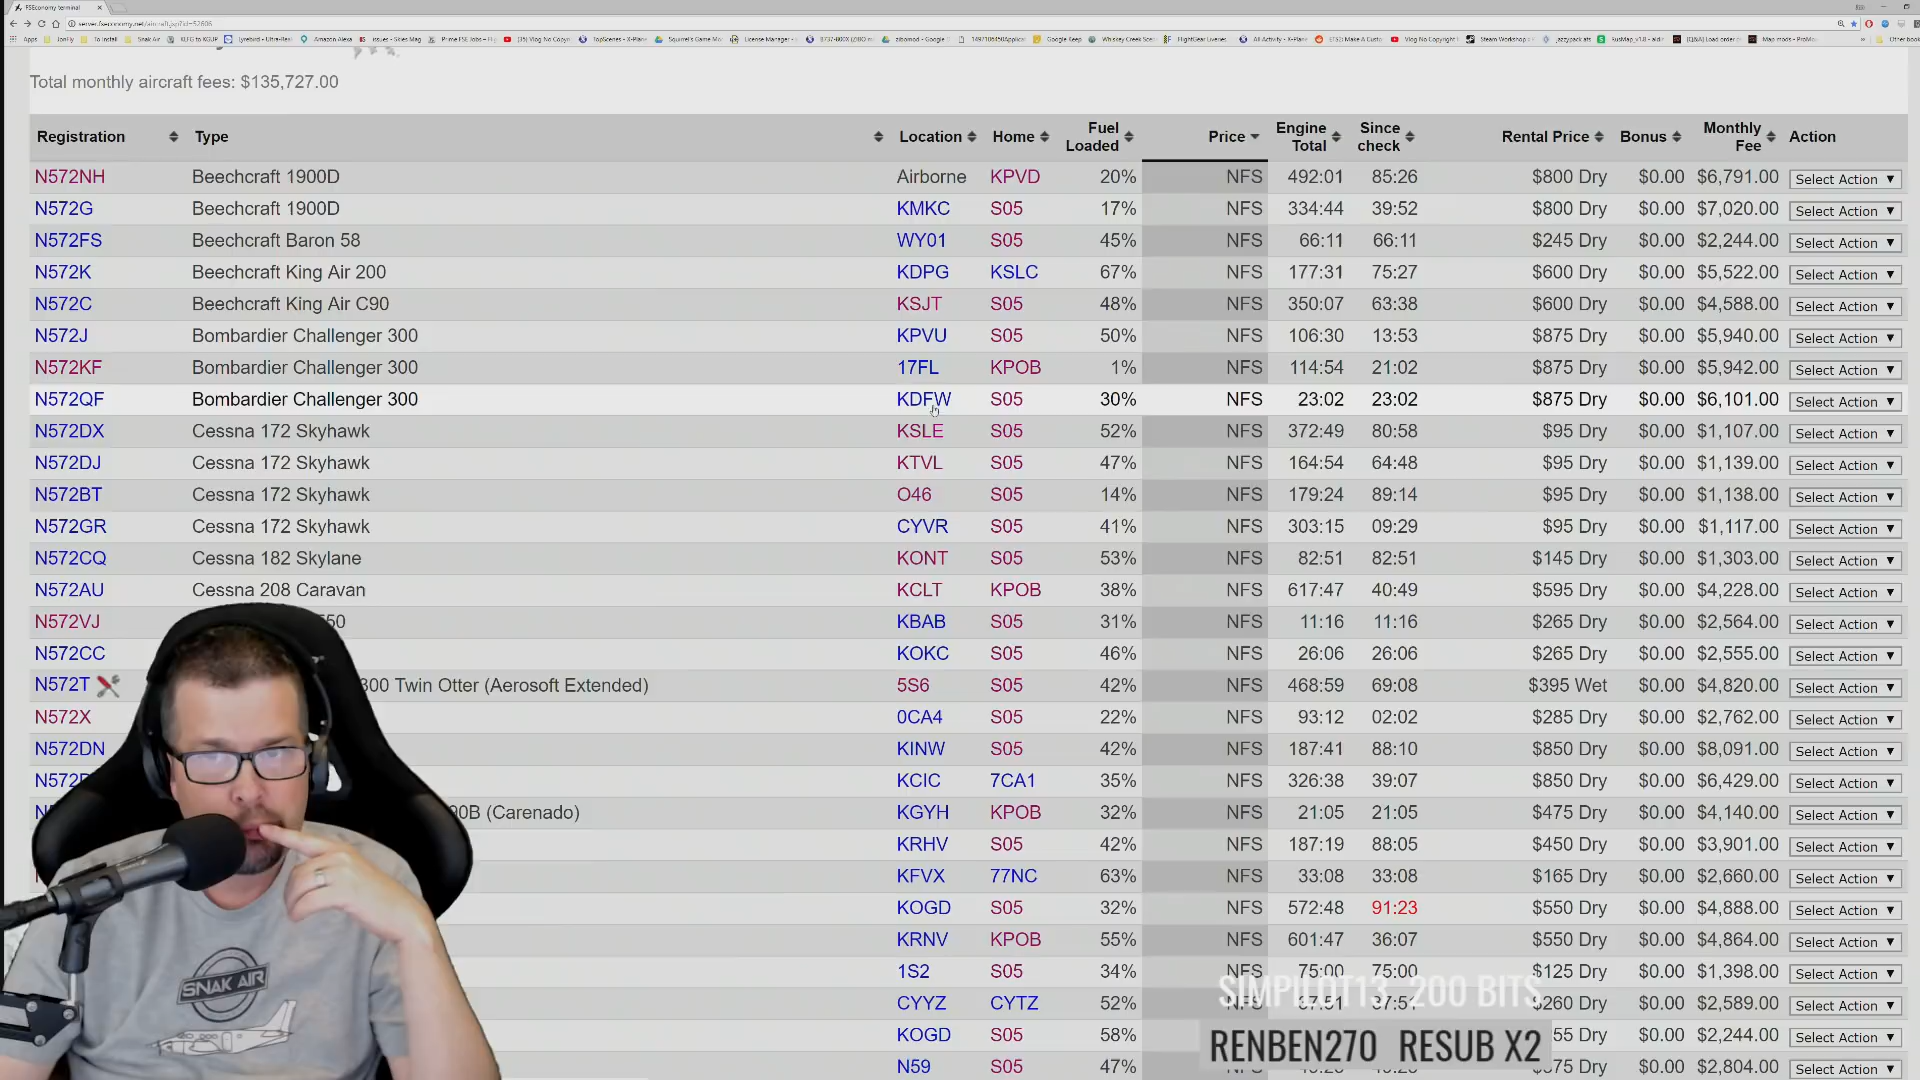 FSEconomy terminal
server.fseconomy.net/aircraft.jsp?id=52606
Total monthly aircraft fees: $135,727.00
Registration Type Location Home Fuel Loaded Price Engine Total Since check Rental Price Bonus Monthly Fee Action
N572NH Beechcraft 1900D Airborne KPVD 20% NFS 492:01 85:26 $800 Dry $0.00 $6,791.00 Select Action
N572G Beechcraft 1900D KMKC S05 17% NFS 334:44 39:52 $800 Dry $0.00 $7,020.00 Select Action
N572FS Beechcraft Baron 58 WY01 S05 45% NFS 66:11 66:11 $245 Dry $0.00 $2,244.00 Select Action
N572K Beechcraft King Air 200 KDPG KSLC 67% NFS 177:31 75:27 $600 Dry $0.00 $5,522.00 Select Action
N572C Beechcraft King Air C90 KSJT S05 48% NFS 350:07 63:38 $600 Dry $0.00 $4,588.00 Select Action
N572J Bombardier Challenger 300 KPVU S05 50% NFS 106:30 13:53 $875 Dry $0.00 $5,940.00 Select Action
N572KF Bombardier Challenger 300 17FL KPOB 1% NFS 114:54 21:02 $875 Dry $0.00 $5,942.00 Select Action
N572QF Bombardier Challenger 300 KDFW S05 30% NFS 23:02 23:02 $875 Dry $0.00 $6,101.00 Select Action
N572DX Cessna 172 Skyhawk KSLE S05 52% NFS 372:49 80:58 $95 Dry $0.00 $1,107.00 Select Action
N572DJ Cessna 172 Skyhawk KTVL S05 47% NFS 164:54 64:48 $95 Dry $0.00 $1,139.00 Select Action
N572BT Cessna 172 Skyhawk O46 S05 14% NFS 179:24 89:14 $95 Dry $0.00 $1,138.00 Select Action
N572GR Cessna 172 Skyhawk CYVR S05 41% NFS 303:15 09:29 $95 Dry $0.00 $1,117.00 Select Action
N572CQ Cessna 182 Skylane KONT S05 53% NFS 82:51 82:51 $145 Dry $0.00 $1,303.00 Select Action
N572AU Cessna 208 Caravan KCLT KPOB 38% NFS 617:47 40:49 $595 Dry $0.00 $4,228.00 Select Action
N572VJ 50 KBAB S05 31% NFS 11:16 11:16 $265 Dry $0.00 $2,564.00 Select Action
N572CC KOKC S05 46% NFS 26:06 26:06 $265 Dry $0.00 $2,555.00 Select Action
N572T 300 Twin Otter (Aerosoft Extended) 5S6 S05 42% NFS 468:59 69:08 $395 Wet $0.00 $4,820.00 Select Action
N572X 0CA4 S05 22% NFS 93:12 02:02 $285 Dry $0.00 $2,762.00 Select Action
N572DN KINW S05 42% NFS 187:41 88:10 $850 Dry $0.00 $8,091.00 Select Action
N572 KCIC 7CA1 35% NFS 326:38 39:07 $850 Dry $0.00 $6,429.00 Select Action
90B (Carenado) KGYH KPOB 32% NFS 21:05 21:05 $475 Dry $0.00 $4,140.00 Select Action
KRHV S05 42% NFS 187:19 88:05 $450 Dry $0.00 $3,901.00 Select Action
KFVX 77NC 63% NFS 33:08 33:08 $165 Dry $0.00 $2,660.00 Select Action
KOGD S05 32% NFS 572:48 91:23 $550 Dry $0.00 $4,888.00 Select Action
KRNV KPOB 55% NFS 601:47 36:07 $550 Dry $0.00 $4,864.00 Select Action
1S2 S05 34% NFS 75:00 75:00 $125 Dry $0.00 $1,398.00 Select Action
CYYZ CYTZ 52% NFS 37:51 37:51 $260 Dry $0.00 $2,589.00 Select Action
KOGD S05 58% 55 Dry $0.00 $2,244.00 Select Action
N59 S05 47% 75 Dry $0.00 $2,804.00 Select Action
SNAK AIR
SIMPILOT13 200 BITS
RENBEN270 RESUB X2